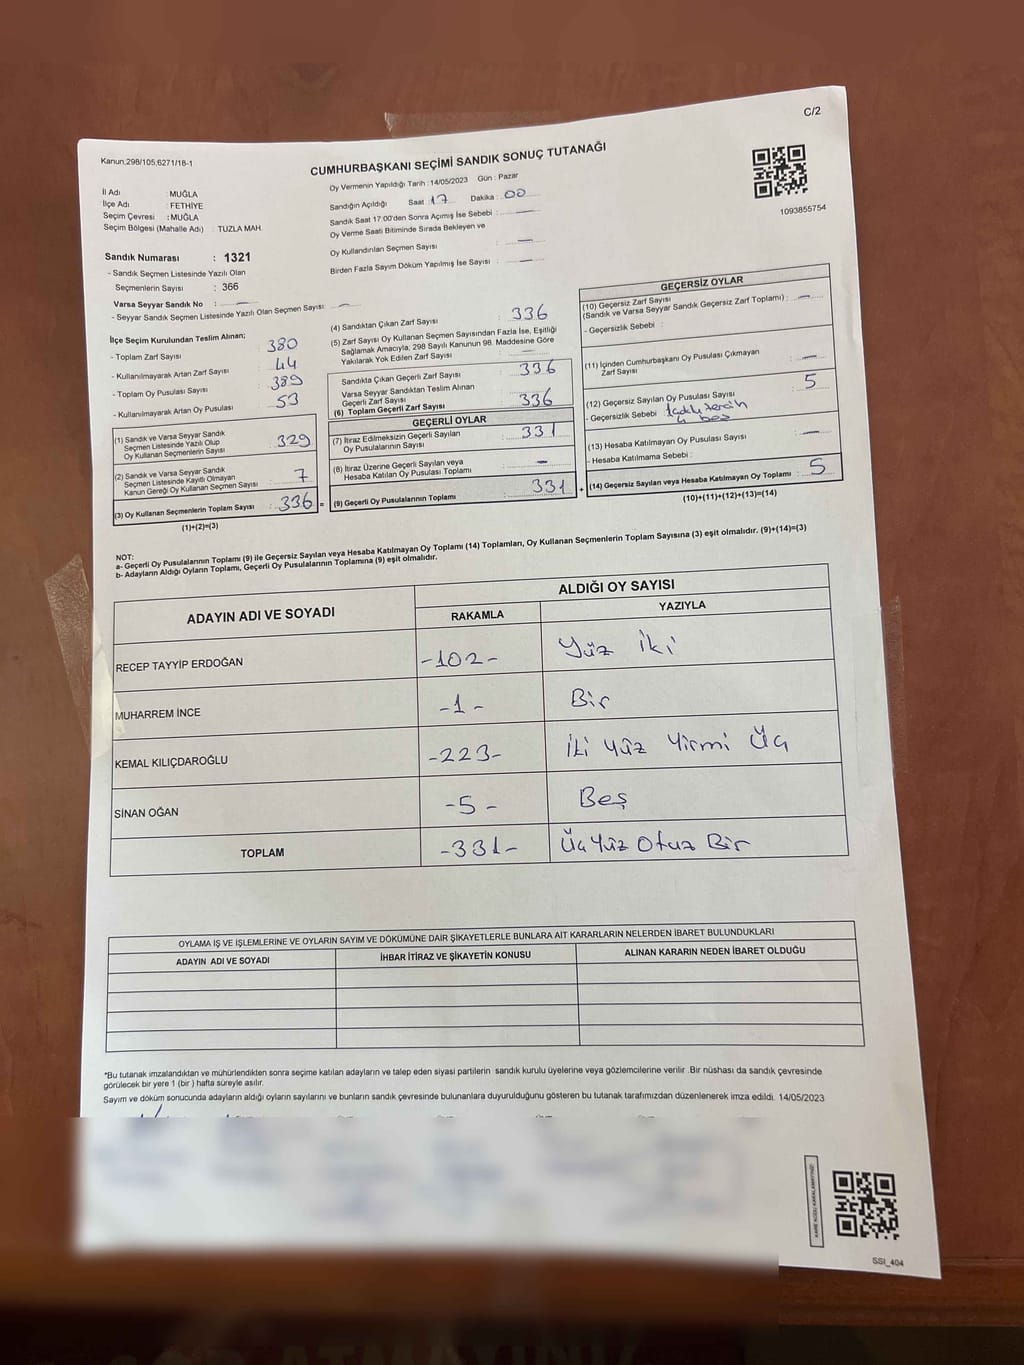 C/2
Kanun,298/105,6271/18-1
CUMHURBAŞKANI SEÇİMİ SANDIK SONUÇ TUTANAĞI
Oy Vermenin Yapıldığı Tarih : 14/05/2023 Gün : Pazar
Sandığın Açıldığı Saat 17 Dakika : 00
Sandık Saat 17:00'den Sonra Açımış İse Sebebi : —
Oy Verme Saati Bitiminde Sırada Bekleyen ve
Oy Kullandırılan Seçmen Sayısı —
Birden Fazla Sayım Döküm Yapılmış İse Sayısı : —
1093855754
İl Adı : MUĞLA
İlçe Adı : FETHİYE
Seçim Çevresi : MUĞLA
Seçim Bölgesi (Mahalle Adı) : TUZLA MAH.
Sandık Numarası : 1321
- Sandık Seçmen Listesinde Yazılı Olan
Seçmenlerin Sayısı : 366
Varsa Seyyar Sandık No : —
- Seyyar Sandık Seçmen Listesinde Yazılı Olan Seçmen Sayısı : —
İlçe Seçim Kurulundan Teslim Alınan;
- Toplam Zarf Sayısı 380
- Kullanılmayarak Artan Zarf Sayısı 44
- Toplam Oy Pusulası Sayısı 389
- Kullanılmayarak Artan Oy Pusulası 53
(1) Sandık ve Varsa Seyyar Sandık
Seçmen Listesinde Yazılı Olup
Oy Kullanan Seçmenlerin Sayısı : 329
(2) Sandık ve Varsa Seyyar Sandık
Seçmen Listesinde Kayıtlı Olmayan
Kanun Gereği Oy Kullanan Seçmen Sayısı : 7
(3) Oy Kullanan Seçmenlerin Toplam Sayısı : 336 =
(1)+(2)=(3)
(4) Sandıktan Çıkan Zarf Sayısı 336
(5) Zarf Sayısı Oy Kullanan Seçmen Sayısından Fazla İse, Eşitliği
Sağlamak Amacıyla, 298 Sayılı Kanunun 98. Maddesine Göre
Yakılarak Yok Edilen Zarf Sayısı —
Sandıkta Çıkan Geçerli Zarf Sayısı : 336
Varsa Seyyar Sandıktan Teslim Alınan
Geçerli Zarf Sayısı
(6) Toplam Geçerli Zarf Sayısı 336
GEÇERLİ OYLAR
(7) İtiraz Edilmeksizin Geçerli Sayılan
Oy Pusulalarının Sayısı : 331
(8) İtiraz Üzerine Geçerli Sayılan veya
Hesaba Katılan Oy Pusulası Toplamı : —
(9) Geçerli Oy Pusulalarının Toplamı : 331 +
GEÇERSİZ OYLAR
(10) Geçersiz Zarf Sayısı
(Sandık ve Varsa Seyyar Sandık Geçersiz Zarf Toplamı) : —
- Geçersizlik Sebebi :
(11) İçinden Cumhurbaşkanı Oy Pusulası Çıkmayan
Zarf Sayısı : —
(12) Geçersiz Sayılan Oy Pusulası Sayısı : 5
- Geçersizlik Sebebi
(13) Hesaba Katılmayan Oy Pusulası Sayısı : —
- Hesaba Katılmama Sebebi :
(14) Geçersiz Sayılan veya Hesaba Katılmayan Oy Toplamı : 5
(10)+(11)+(12)+(13)=(14)
NOT:
a- Geçerli Oy Pusulalarının Toplamı (9) ile Geçersiz Sayılan veya Hesaba Katılmayan Oy Toplamı (14) Toplamları, Oy Kullanan Seçmenlerin Toplam Sayısına (3) eşit olmalıdır. (9)+(14)=(3)
b- Adayların Aldığı Oyların Toplamı, Geçerli Oy Pusulalarının Toplamına (9) eşit olmalıdır.
ADAYIN ADI VE SOYADI ALDIĞI OY SAYISI
RAKAMLA YAZIYLA
RECEP TAYYİP ERDOĞAN -102- Yüz İki
MUHARREM İNCE -1- Bir
KEMAL KILIÇDAROĞLU -223- İki Yüz Yirmi Üç
SİNAN OĞAN -5- Beş
TOPLAM -331- Üç Yüz Otuz Bir
OYLAMA İŞ VE İŞLEMLERİNE VE OYLARIN SAYIM VE DÖKÜMÜNE DAİR ŞİKAYETLERLE BUNLARA AİT KARARLARIN NELERDEN İBARET BULUNDUKLARI
ADAYIN ADI VE SOYADI İHBAR İTİRAZ VE ŞİKAYETİN KONUSU ALINAN KARARIN NEDEN İBARET OLDUĞU
*Bu tutanak imzalandıktan ve mühürlendikten sonra seçime katılan adayların ve talep eden siyasi partilerin sandık kurulu üyelerine veya gözlemcilerine verilir. Bir nüshası da sandık çevresinde
görülecek bir yere 1 (bir) hafta süreyle asılır.
Sayım ve döküm sonucunda adayların aldığı oyların sayılarını ve bunların sandık çevresinde bulunanlara duyurulduğunu gösteren bu tutanak tarafımızdan düzenlenerek imza edildi. 14/05/2023
SSI_404